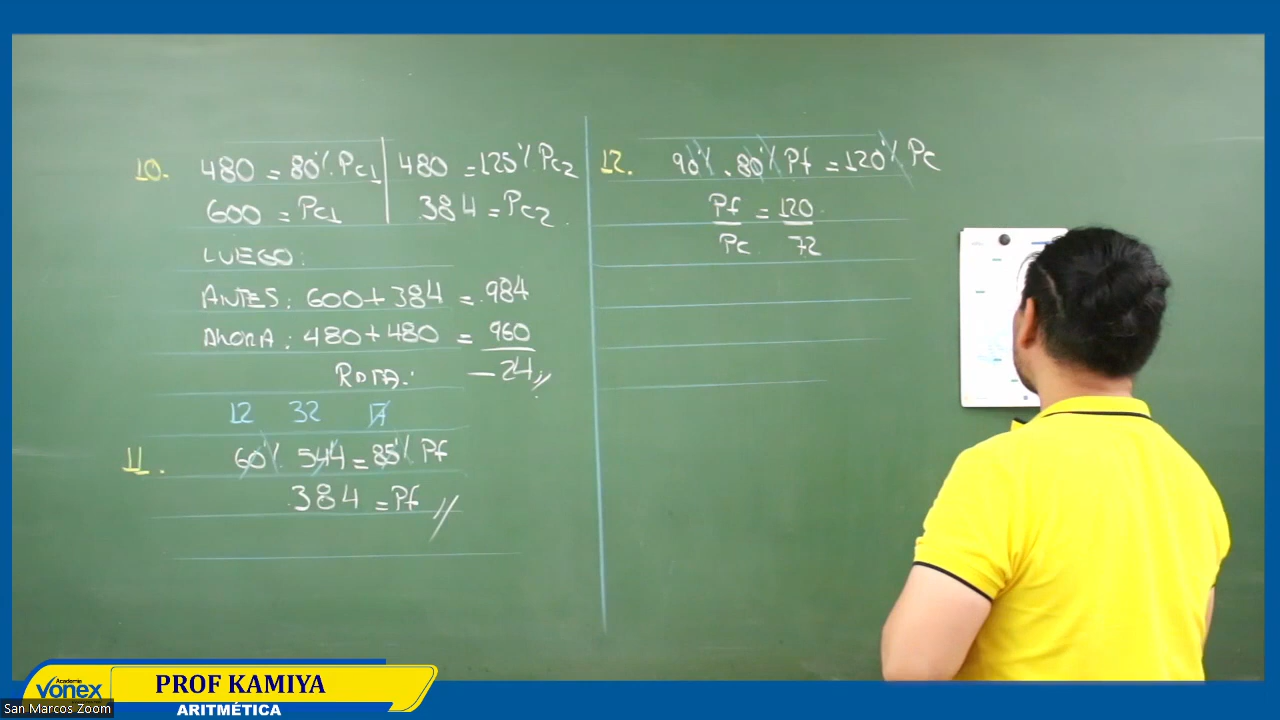 10. 480 = 80% Pc1 | 480 = 125% Pc2
600 = Pc1 | 384 = Pc2.
LUEGO:
ANTES: 600 + 384 = 984
AHORA: 480 + 480 = 960
RPTA: - 24 //
12 32 17
11. 60% 544 = 85% Pf
384 = Pf //
12. 90% . 80% Pf = 120% Pc
Pf = 120
Pc 72
Academia
Vonex
PROF KAMIYA
ARITMÉTICA
San Marcos Zoom